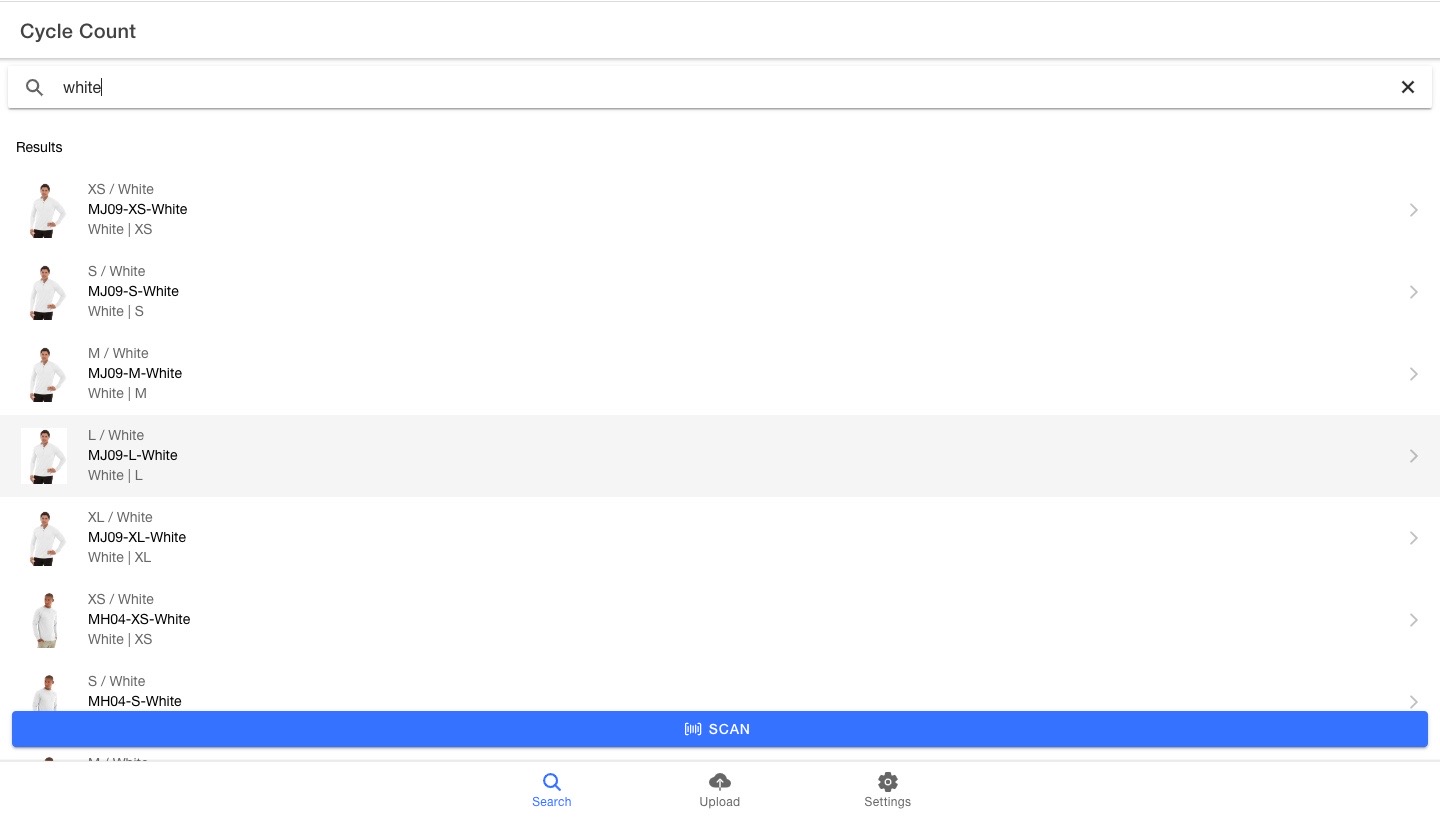 Cycle Count
white
Results
XS / White
MJ09-XS-White
White | XS
S / White
MJ09-S-White
White | S
M / White
MJ09-M-White
White | M
L / White
MJ09-L-White
White | L
XL / White
MJ09-XL-White
White | XL
XS / White
MH04-XS-White
White | XS
S / White
MH04-S-White
SCAN
M / White
Search
Upload
Settings